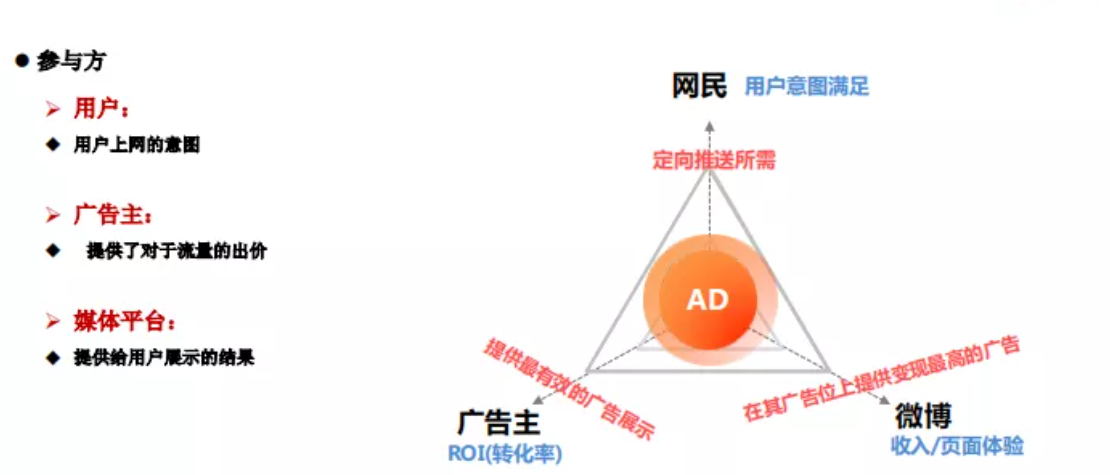 参与方
用户：
用户上网的意图
广告主：
提供了对于流量的出价
媒体平台：
提供给用户展示的结果
网民 用户意图满足
定向推送所需
AD
提供最有效的广告展示
在其广告位上提供变现最高的广告
广告主
ROI(转化率)
微博
收入/页面体验